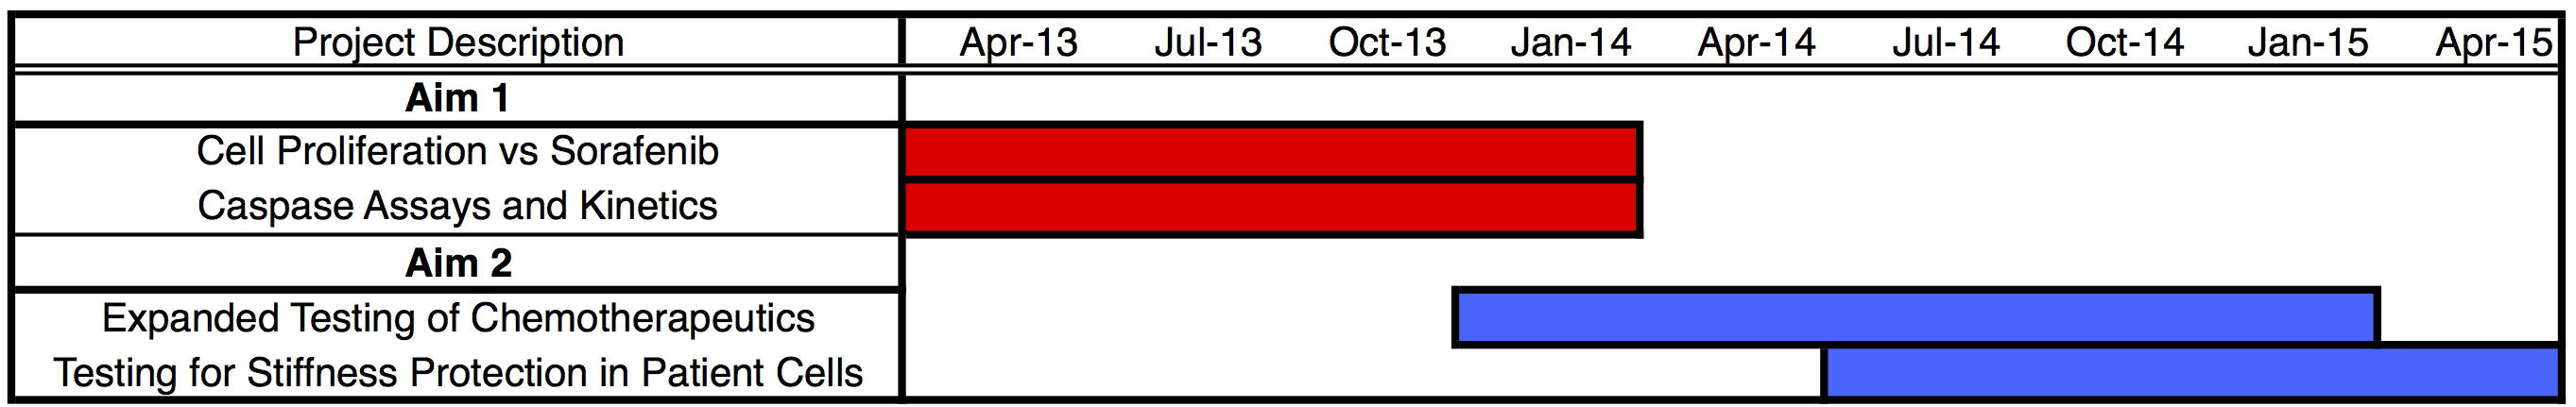 Project Description Apr-13 Jul-13 Oct-13 Jan-14 Apr-14 Jul-14 Oct-14 Jan-15 Apr-15
Aim 1
Cell Proliferation vs Sorafenib
Caspase Assays and Kinetics
Aim 2
Expanded Testing of Chemotherapeutics
Testing for Stiffness Protection in Patient Cells